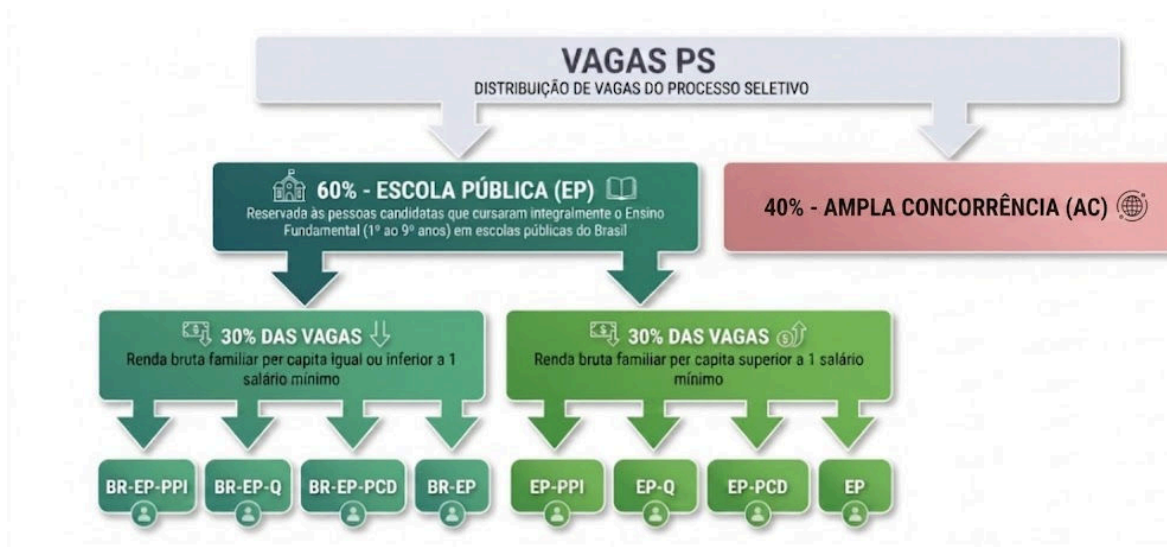 VAGAS PS
DISTRIBUIÇÃO DE VAGAS DO PROCESSO SELETIVO
60% - ESCOLA PÚBLICA (EP)
Reservada às pessoas candidatas que cursaram integralmente o Ensino
Fundamental (1º ao 9º anos) em escolas públicas do Brasil
40% - AMPLA CONCORRÊNCIA (AC)
30% DAS VAGAS
Renda bruta familiar per capita igual ou inferior a 1
salário mínimo
30% DAS VAGAS
Renda bruta familiar per capita superior a 1 salário
mínimo
BR-EP-PPI
BR-EP-Q
BR-EP-PCD
BR-EP
EP-PPI
EP-Q
EP-PCD
EP